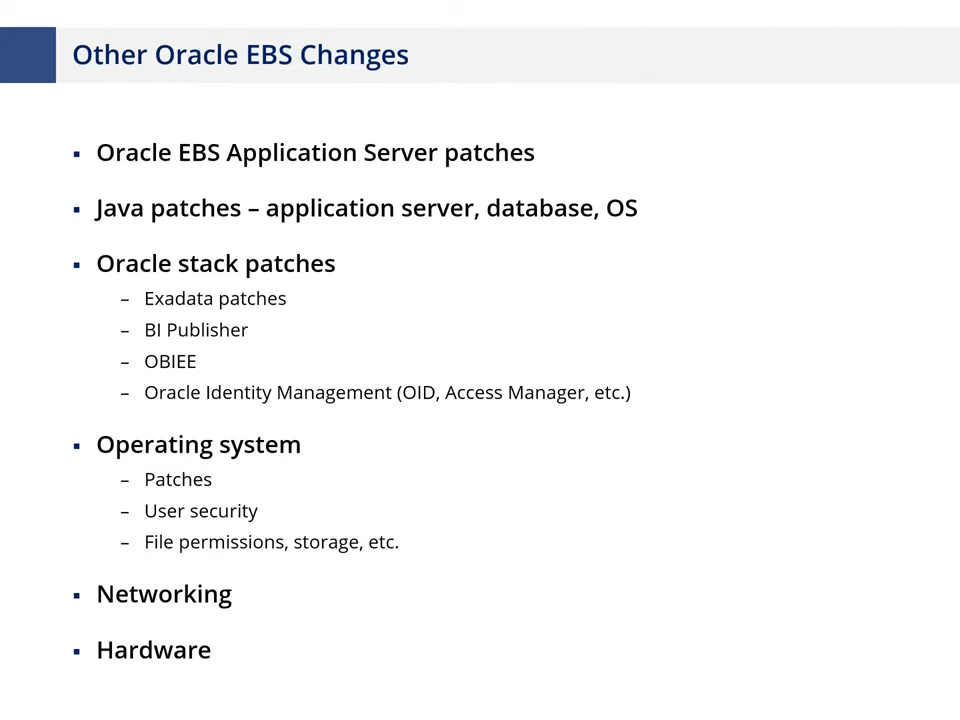 Other Oracle EBS Changes
▪ Oracle EBS Application Server patches
▪ Java patches – application server, database, OS
▪ Oracle stack patches
– Exadata patches
– BI Publisher
– OBIEE
– Oracle Identity Management (OID, Access Manager, etc.)
▪ Operating system
– Patches
– User security
– File permissions, storage, etc.
▪ Networking
▪ Hardware